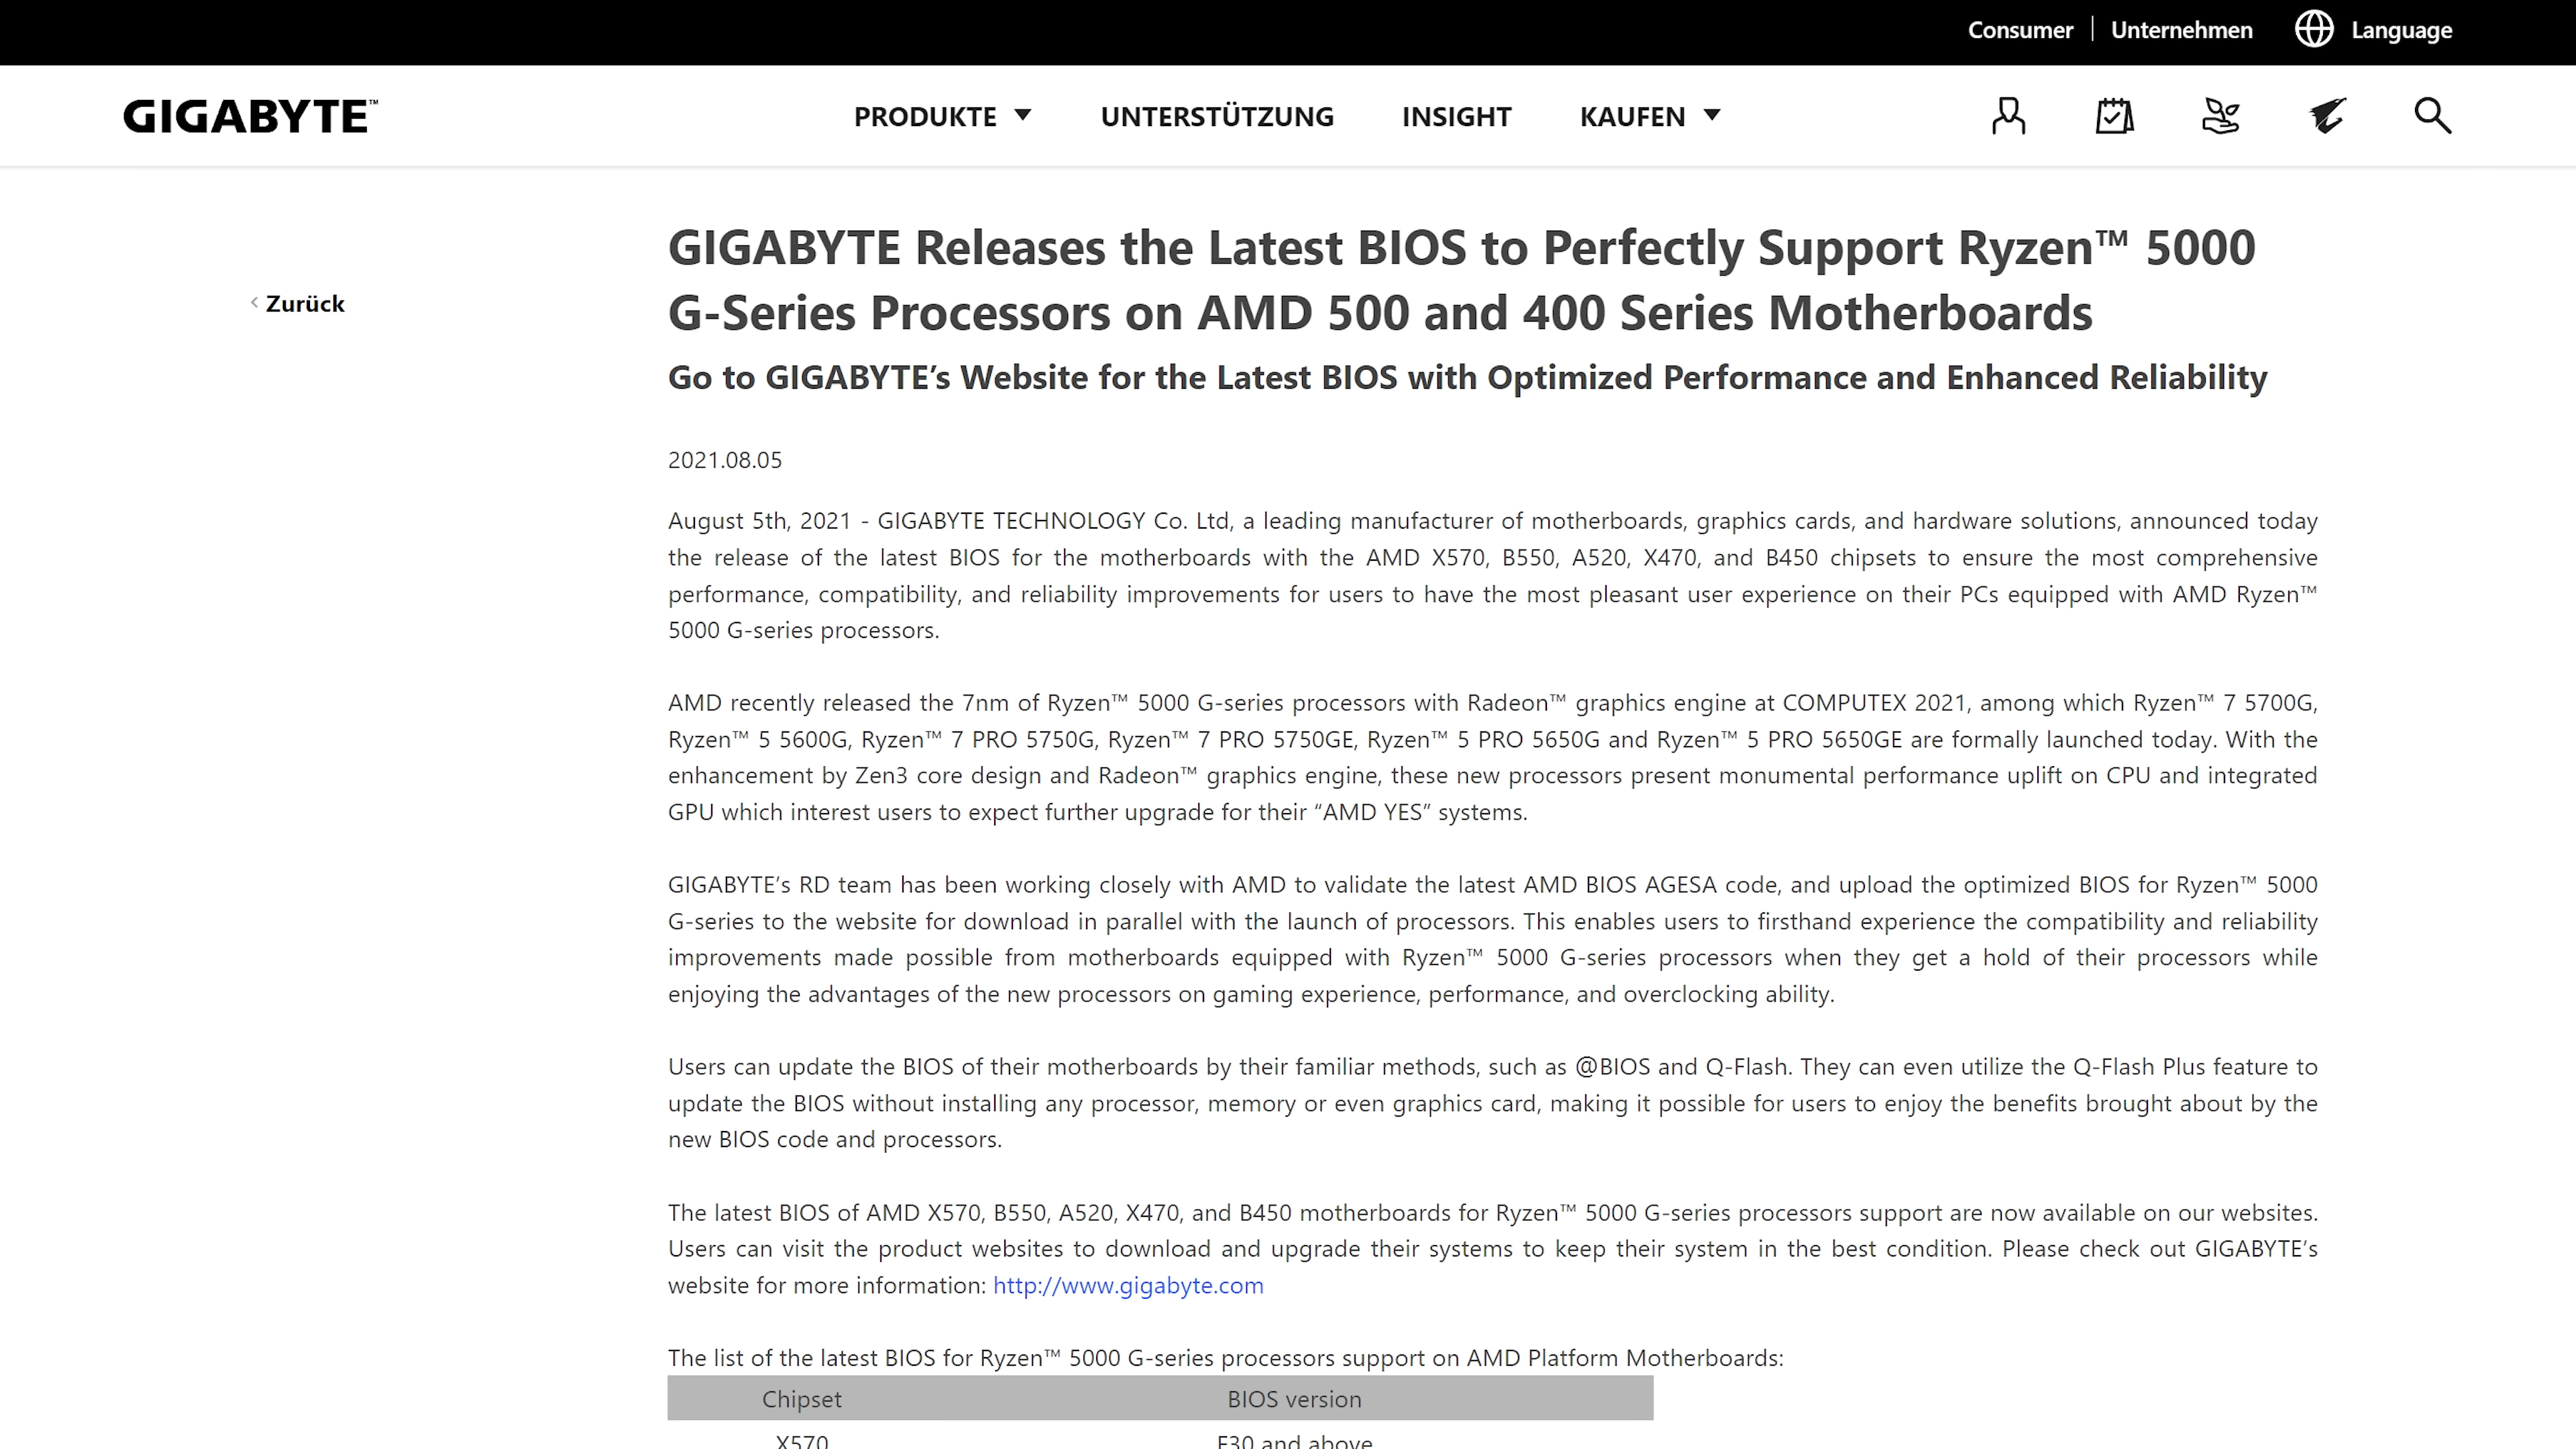 Consumer | Unternehmen Language
GIGABYTE™ PRODUKTE UNTERSTÜTZUNG INSIGHT KAUFEN
GIGABYTE Releases the Latest BIOS to Perfectly Support Ryzen™ 5000
G-Series Processors on AMD 500 and 400 Series Motherboards
< Zurück
Go to GIGABYTE’s Website for the Latest BIOS with Optimized Performance and Enhanced Reliability
2021.08.05
August 5th, 2021 - GIGABYTE TECHNOLOGY Co. Ltd, a leading manufacturer of motherboards, graphics cards, and hardware solutions, announced today
the release of the latest BIOS for the motherboards with the AMD X570, B550, A520, X470, and B450 chipsets to ensure the most comprehensive
performance, compatibility, and reliability improvements for users to have the most pleasant user experience on their PCs equipped with AMD Ryzen™
5000 G-series processors.
AMD recently released the 7nm of Ryzen™ 5000 G-series processors with Radeon™ graphics engine at COMPUTEX 2021, among which Ryzen™ 7 5700G,
Ryzen™ 5 5600G, Ryzen™ 7 PRO 5750G, Ryzen™ 7 PRO 5750GE, Ryzen™ 5 PRO 5650G and Ryzen™ 5 PRO 5650GE are formally launched today. With the
enhancement by Zen3 core design and Radeon™ graphics engine, these new processors present monumental performance uplift on CPU and integrated
GPU which interest users to expect further upgrade for their “AMD YES” systems.
GIGABYTE’s RD team has been working closely with AMD to validate the latest AMD BIOS AGESA code, and upload the optimized BIOS for Ryzen™ 5000
G-series to the website for download in parallel with the launch of processors. This enables users to firsthand experience the compatibility and reliability
improvements made possible from motherboards equipped with Ryzen™ 5000 G-series processors when they get a hold of their processors while
enjoying the advantages of the new processors on gaming experience, performance, and overclocking ability.
Users can update the BIOS of their motherboards by their familiar methods, such as @BIOS and Q-Flash. They can even utilize the Q-Flash Plus feature to
update the BIOS without installing any processor, memory or even graphics card, making it possible for users to enjoy the benefits brought about by the
new BIOS code and processors.
The latest BIOS of AMD X570, B550, A520, X470, and B450 motherboards for Ryzen™ 5000 G-series processors support are now available on our websites.
Users can visit the product websites to download and upgrade their systems to keep their system in the best condition. Please check out GIGABYTE’s
website for more information: http://www.gigabyte.com
The list of the latest BIOS for Ryzen™ 5000 G-series processors support on AMD Platform Motherboards:
Chipset BIOS version
X570 F30 and above